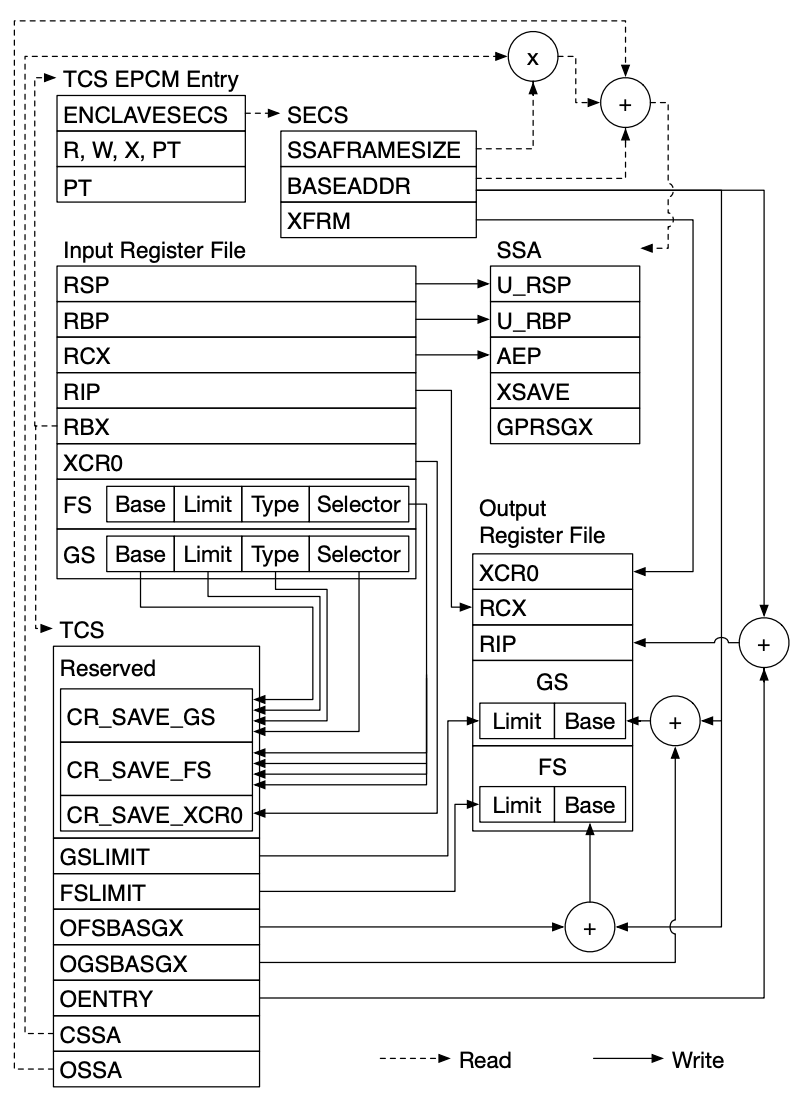 x
TCS EPCM Entry
+
ENCLAVESECS
SECS
R, W, X, PT
SSAFRAMESIZE
PT
BASEADDR
XFRM
Input Register File
SSA
RSP
U_RSP
RBP
U_RBP
RCX
AEP
RIP
XSAVE
RBX
GPRSGX
XCR0
FS Base Limit Type Selector
GS Base Limit Type Selector
Output
Register File
XCR0
RCX
TCS
RIP
+
Reserved
GS
CR_SAVE_GS
Limit Base
+
CR_SAVE_FS
FS
CR_SAVE_XCR0
Limit Base
GSLIMIT
FSLIMIT
OFSBASGX
+
OGSBASGX
OENTRY
CSSA
OSSA
Read
Write